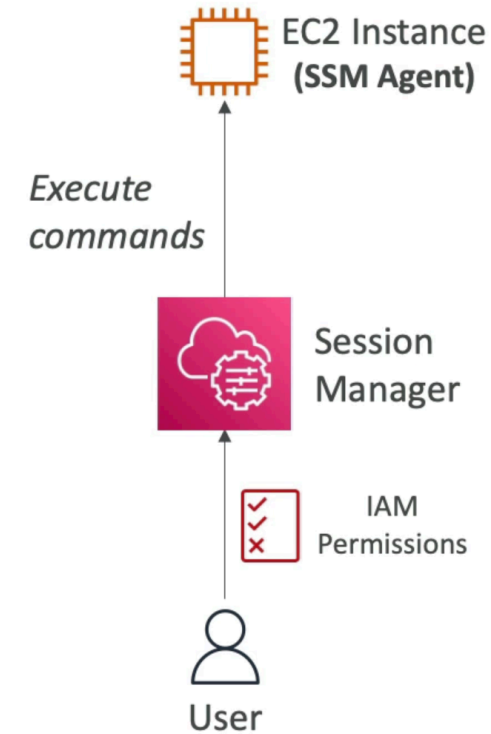 EC2 Instance
(SSM Agent)
Execute
commands
Session
Manager
IAM
Permissions
User